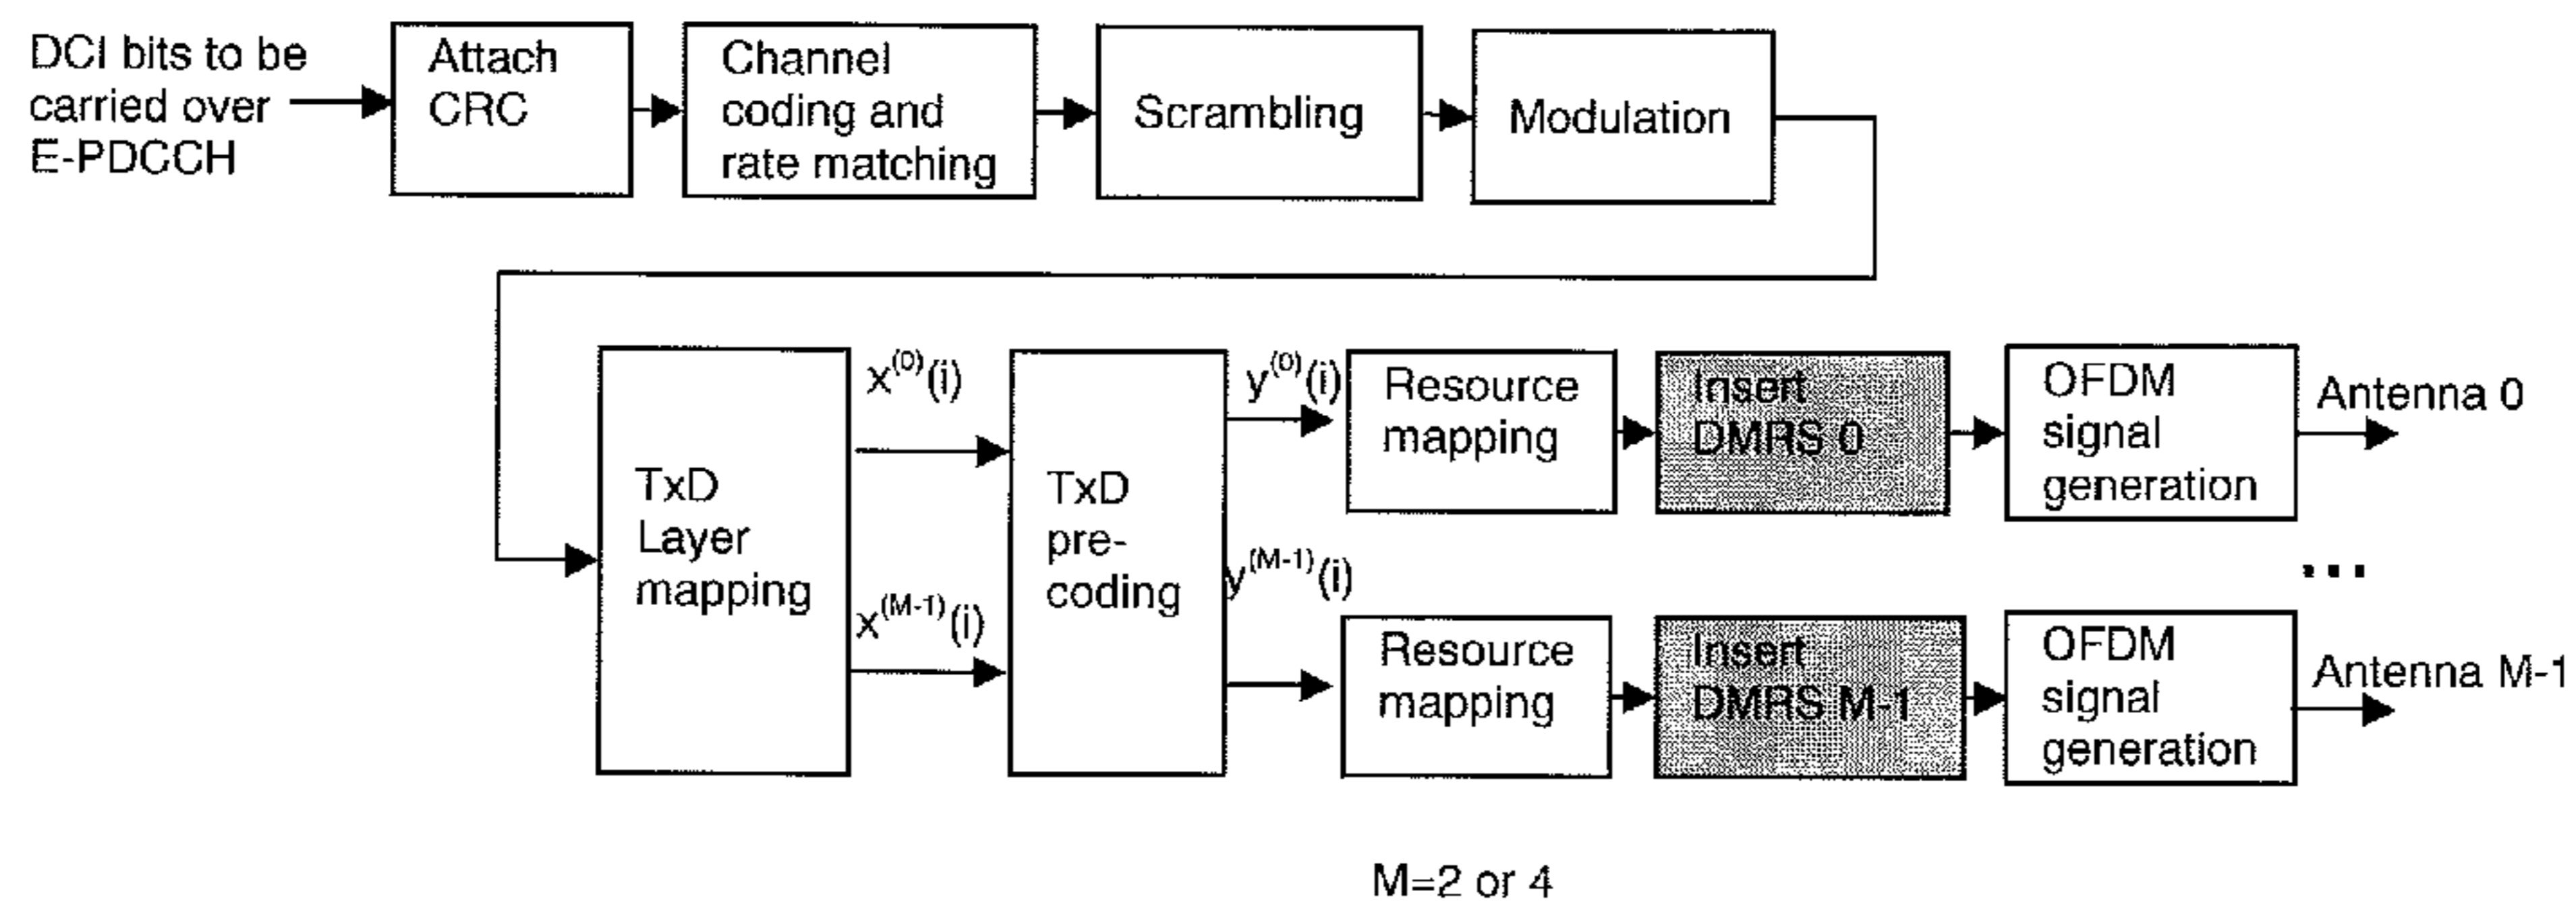 DCI bits to be
carried over
E-PDCCH
Attach
CRC
Channel
coding and
rate matching
Scrambling
Modulation
TxD
Layer
mapping
x^(0)(i)
x^(M-1)(i)
TxD
pre-
coding
y^(0)(i)
y^(M-1)(i)
Resource
mapping
Insert
DMRS 0
OFDM
signal
generation
Antenna 0
...
Resource
mapping
Insert
DMRS M-1
OFDM
signal
generation
Antenna M-1
M=2 or 4